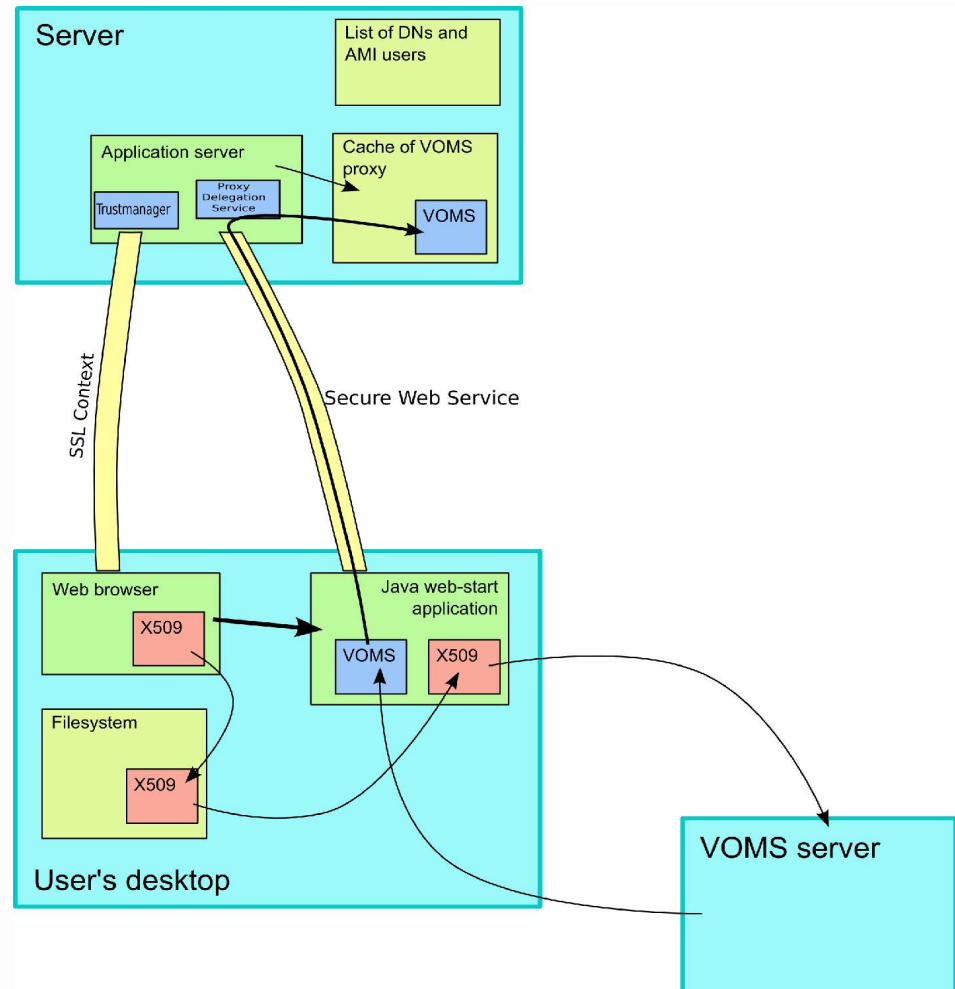 Server
List of DNs and
AMI users
Application server
Trustmanager
Proxy
Delegation
Service
Cache of VOMS
proxy
VOMS
SSL Context
Secure Web Service
Web browser
X509
Java web-start
application
VOMS
X509
Filesystem
X509
User's desktop
VOMS server